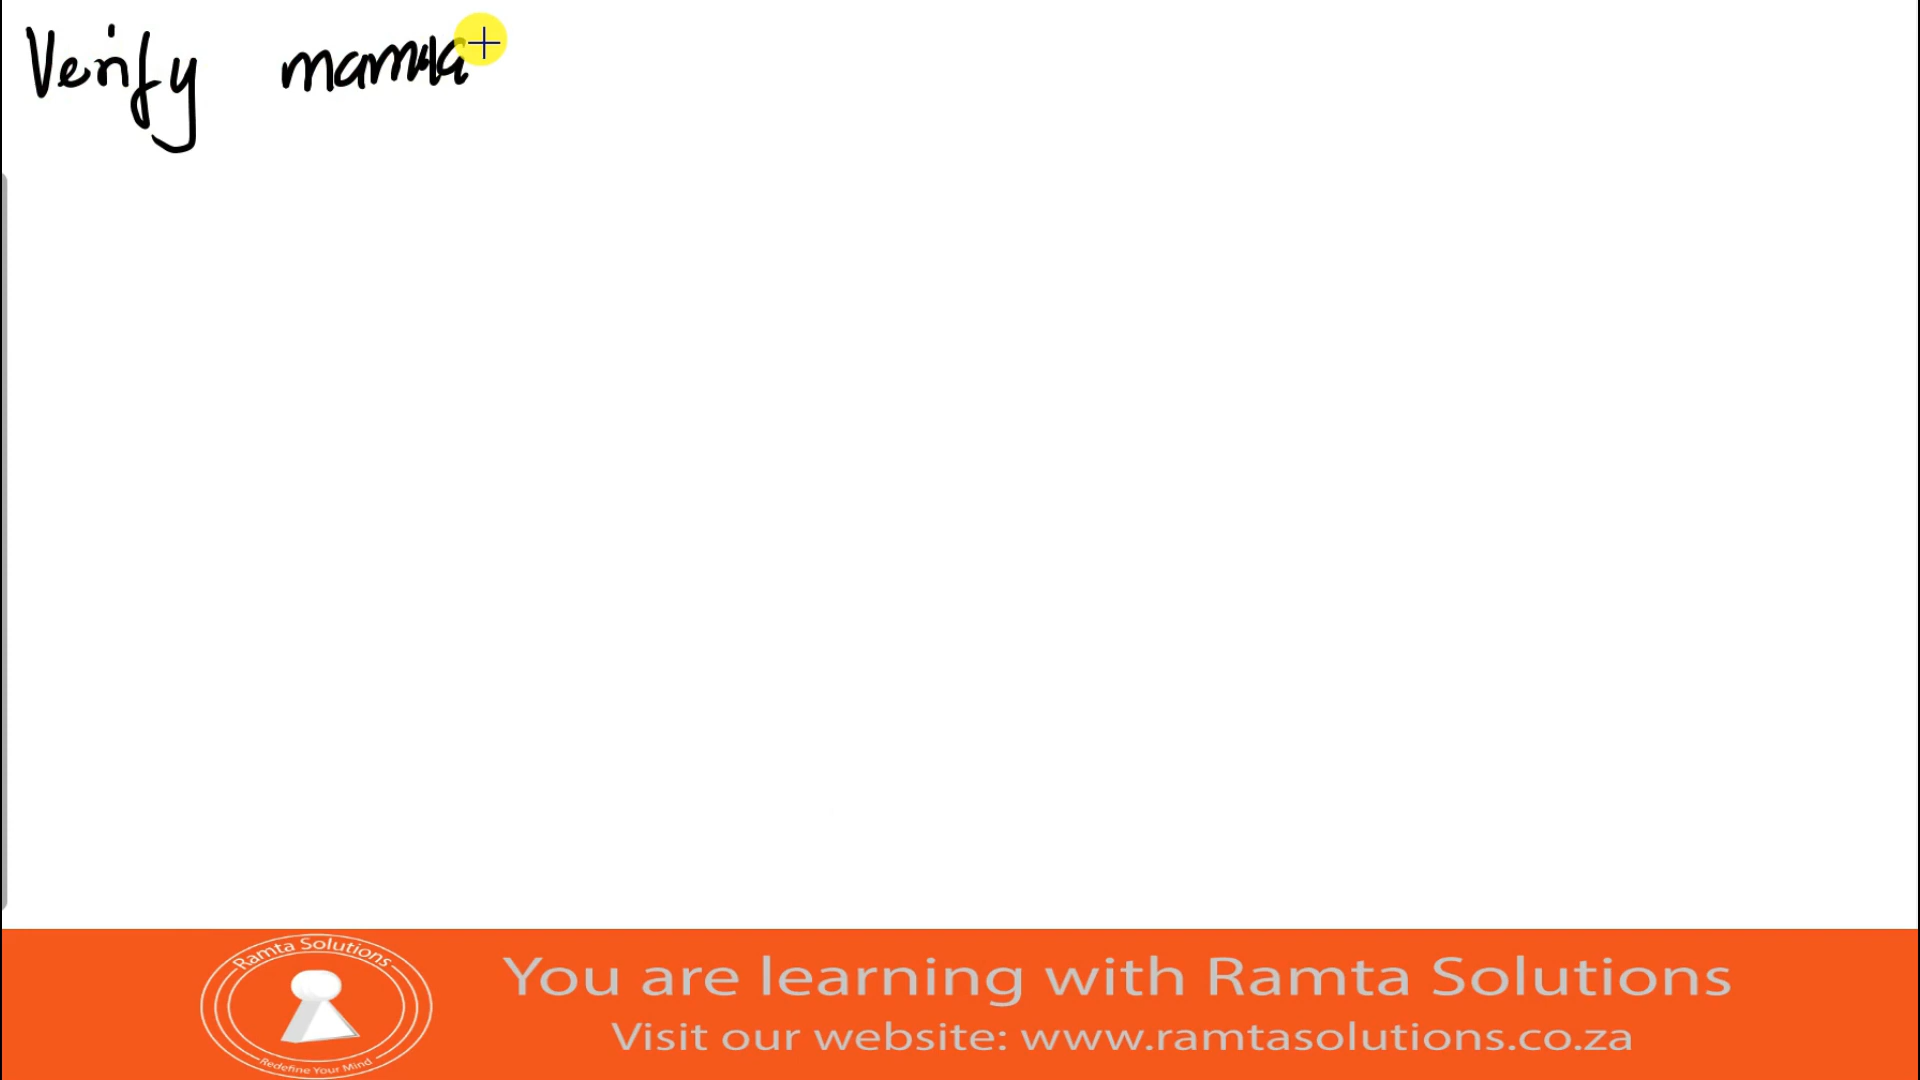 Verify
Ramta Solutions
Redefine Your Mind
You are learning with Ramta Solutions
Visit our website: www.ramtasolutions.co.za